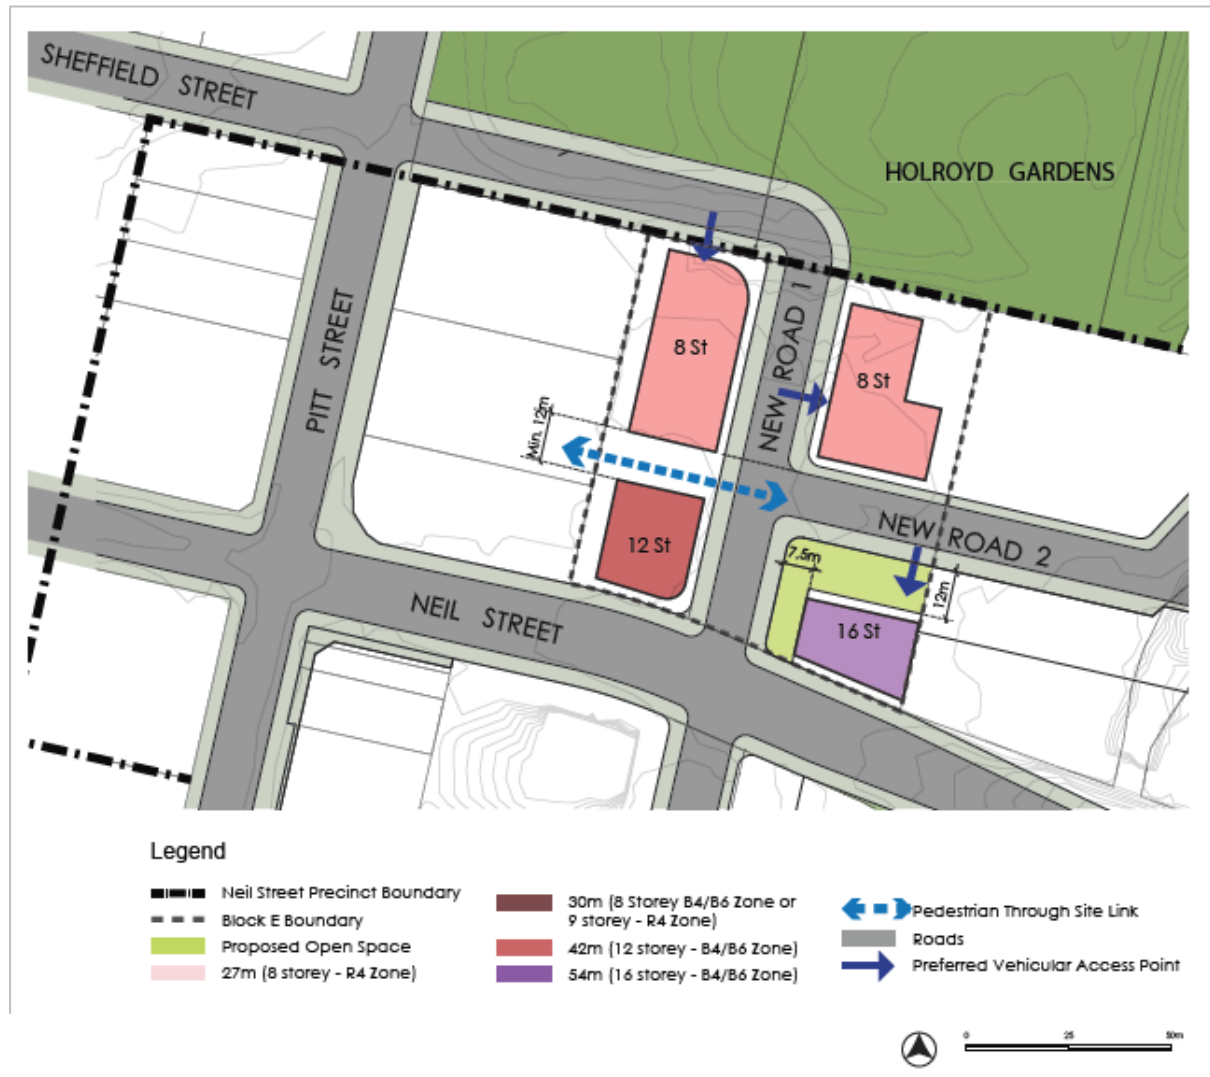 SHEFFIELD STREET
HOLROYD GARDENS
NEW ROAD 1
PITT STREET
8 St
8 St
Min. 12m
NEW ROAD 2
12 St
7.5m
12m
NEIL STREET
16 St
Legend
Neil Street Precinct Boundary
Block E Boundary
Proposed Open Space
27m (8 storey - R4 Zone)
30m (8 Storey B4/B6 Zone or
9 storey - R4 Zone)
42m (12 storey - B4/B6 Zone)
54m (16 storey - B4/B6 Zone)
Pedestrian Through Site Link
Roads
Preferred Vehicular Access Point
0 25 50m